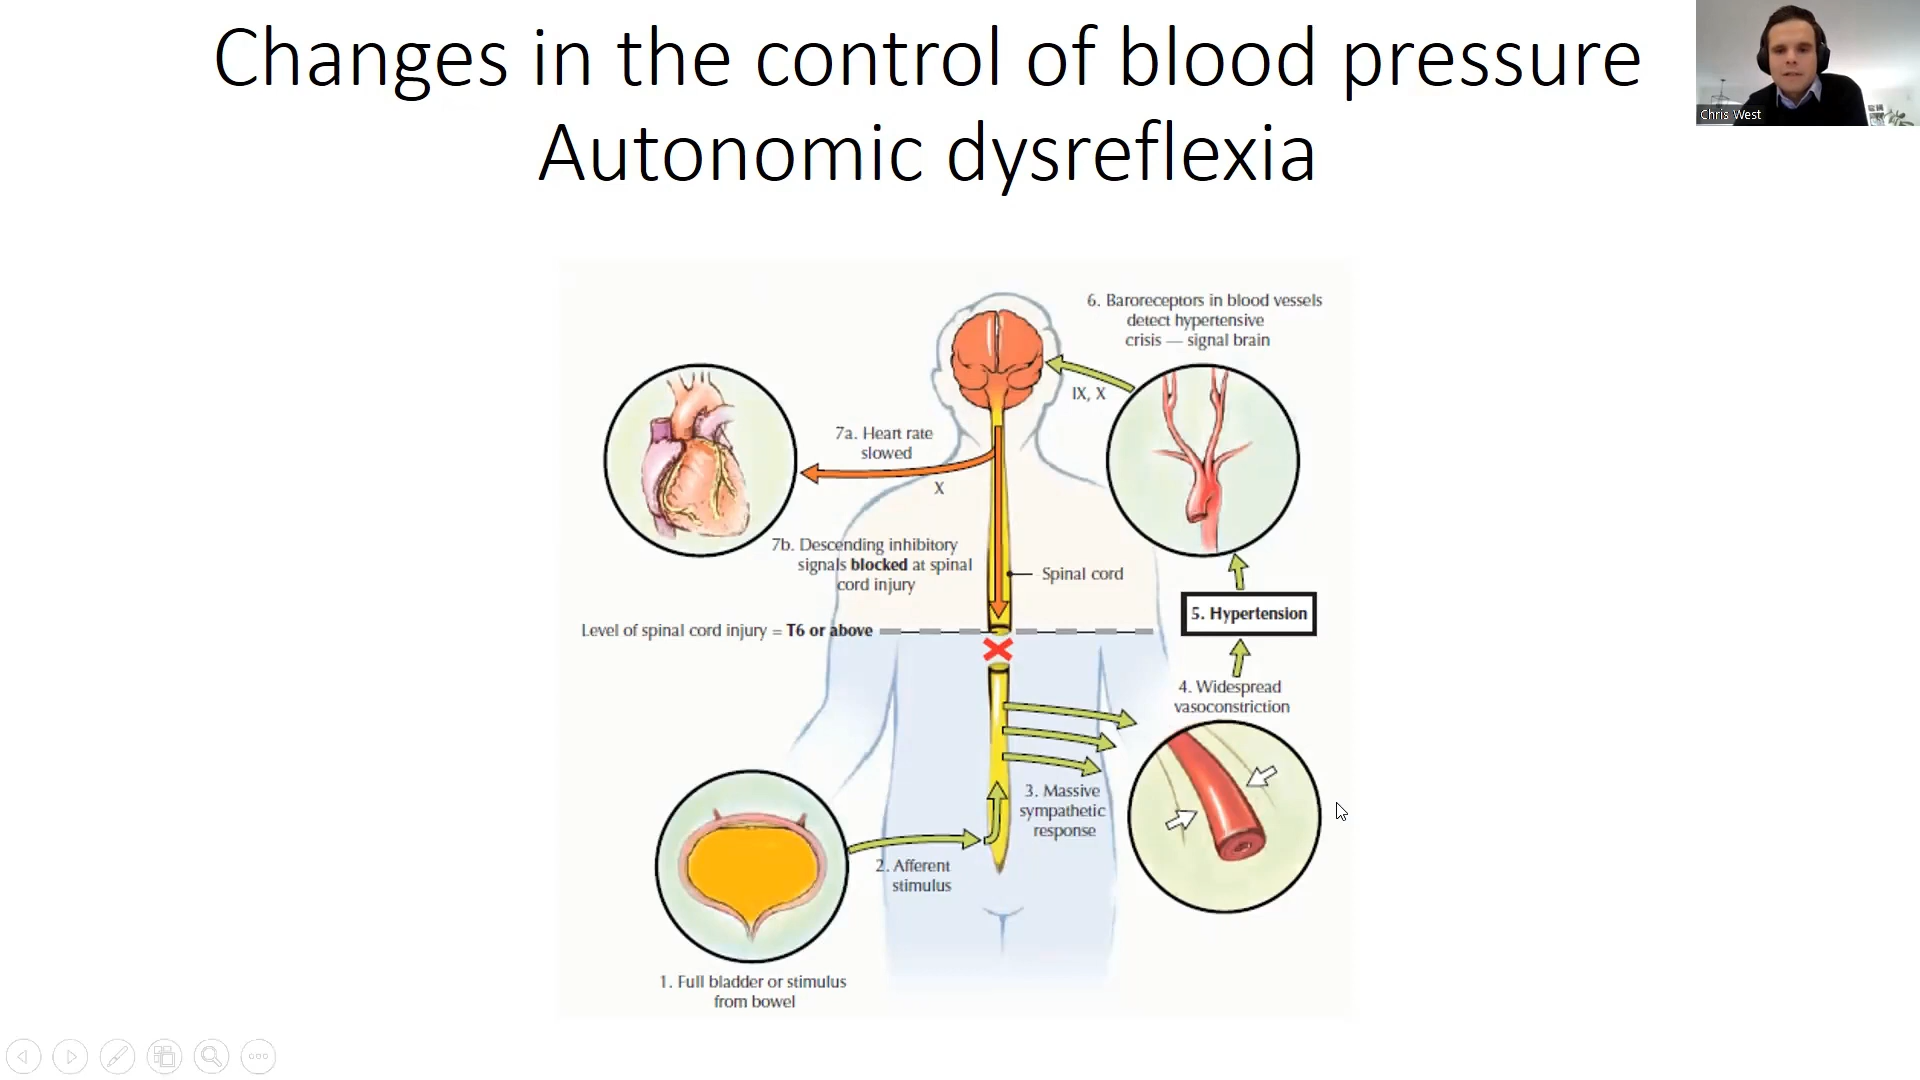 Changes in the control of blood pressure
Autonomic dysreflexia
Chris West
6. Baroreceptors in blood vessels
detect hypertensive
crisis — signal brain
IX, X
7a. Heart rate
slowed
X
7b. Descending inhibitory
signals blocked at spinal
cord injury
Spinal cord
5. Hypertension
Level of spinal cord injury = T6 or above
4. Widespread
vasoconstriction
3. Massive
sympathetic
response
2. Afferent
stimulus
1. Full bladder or stimulus
from bowel